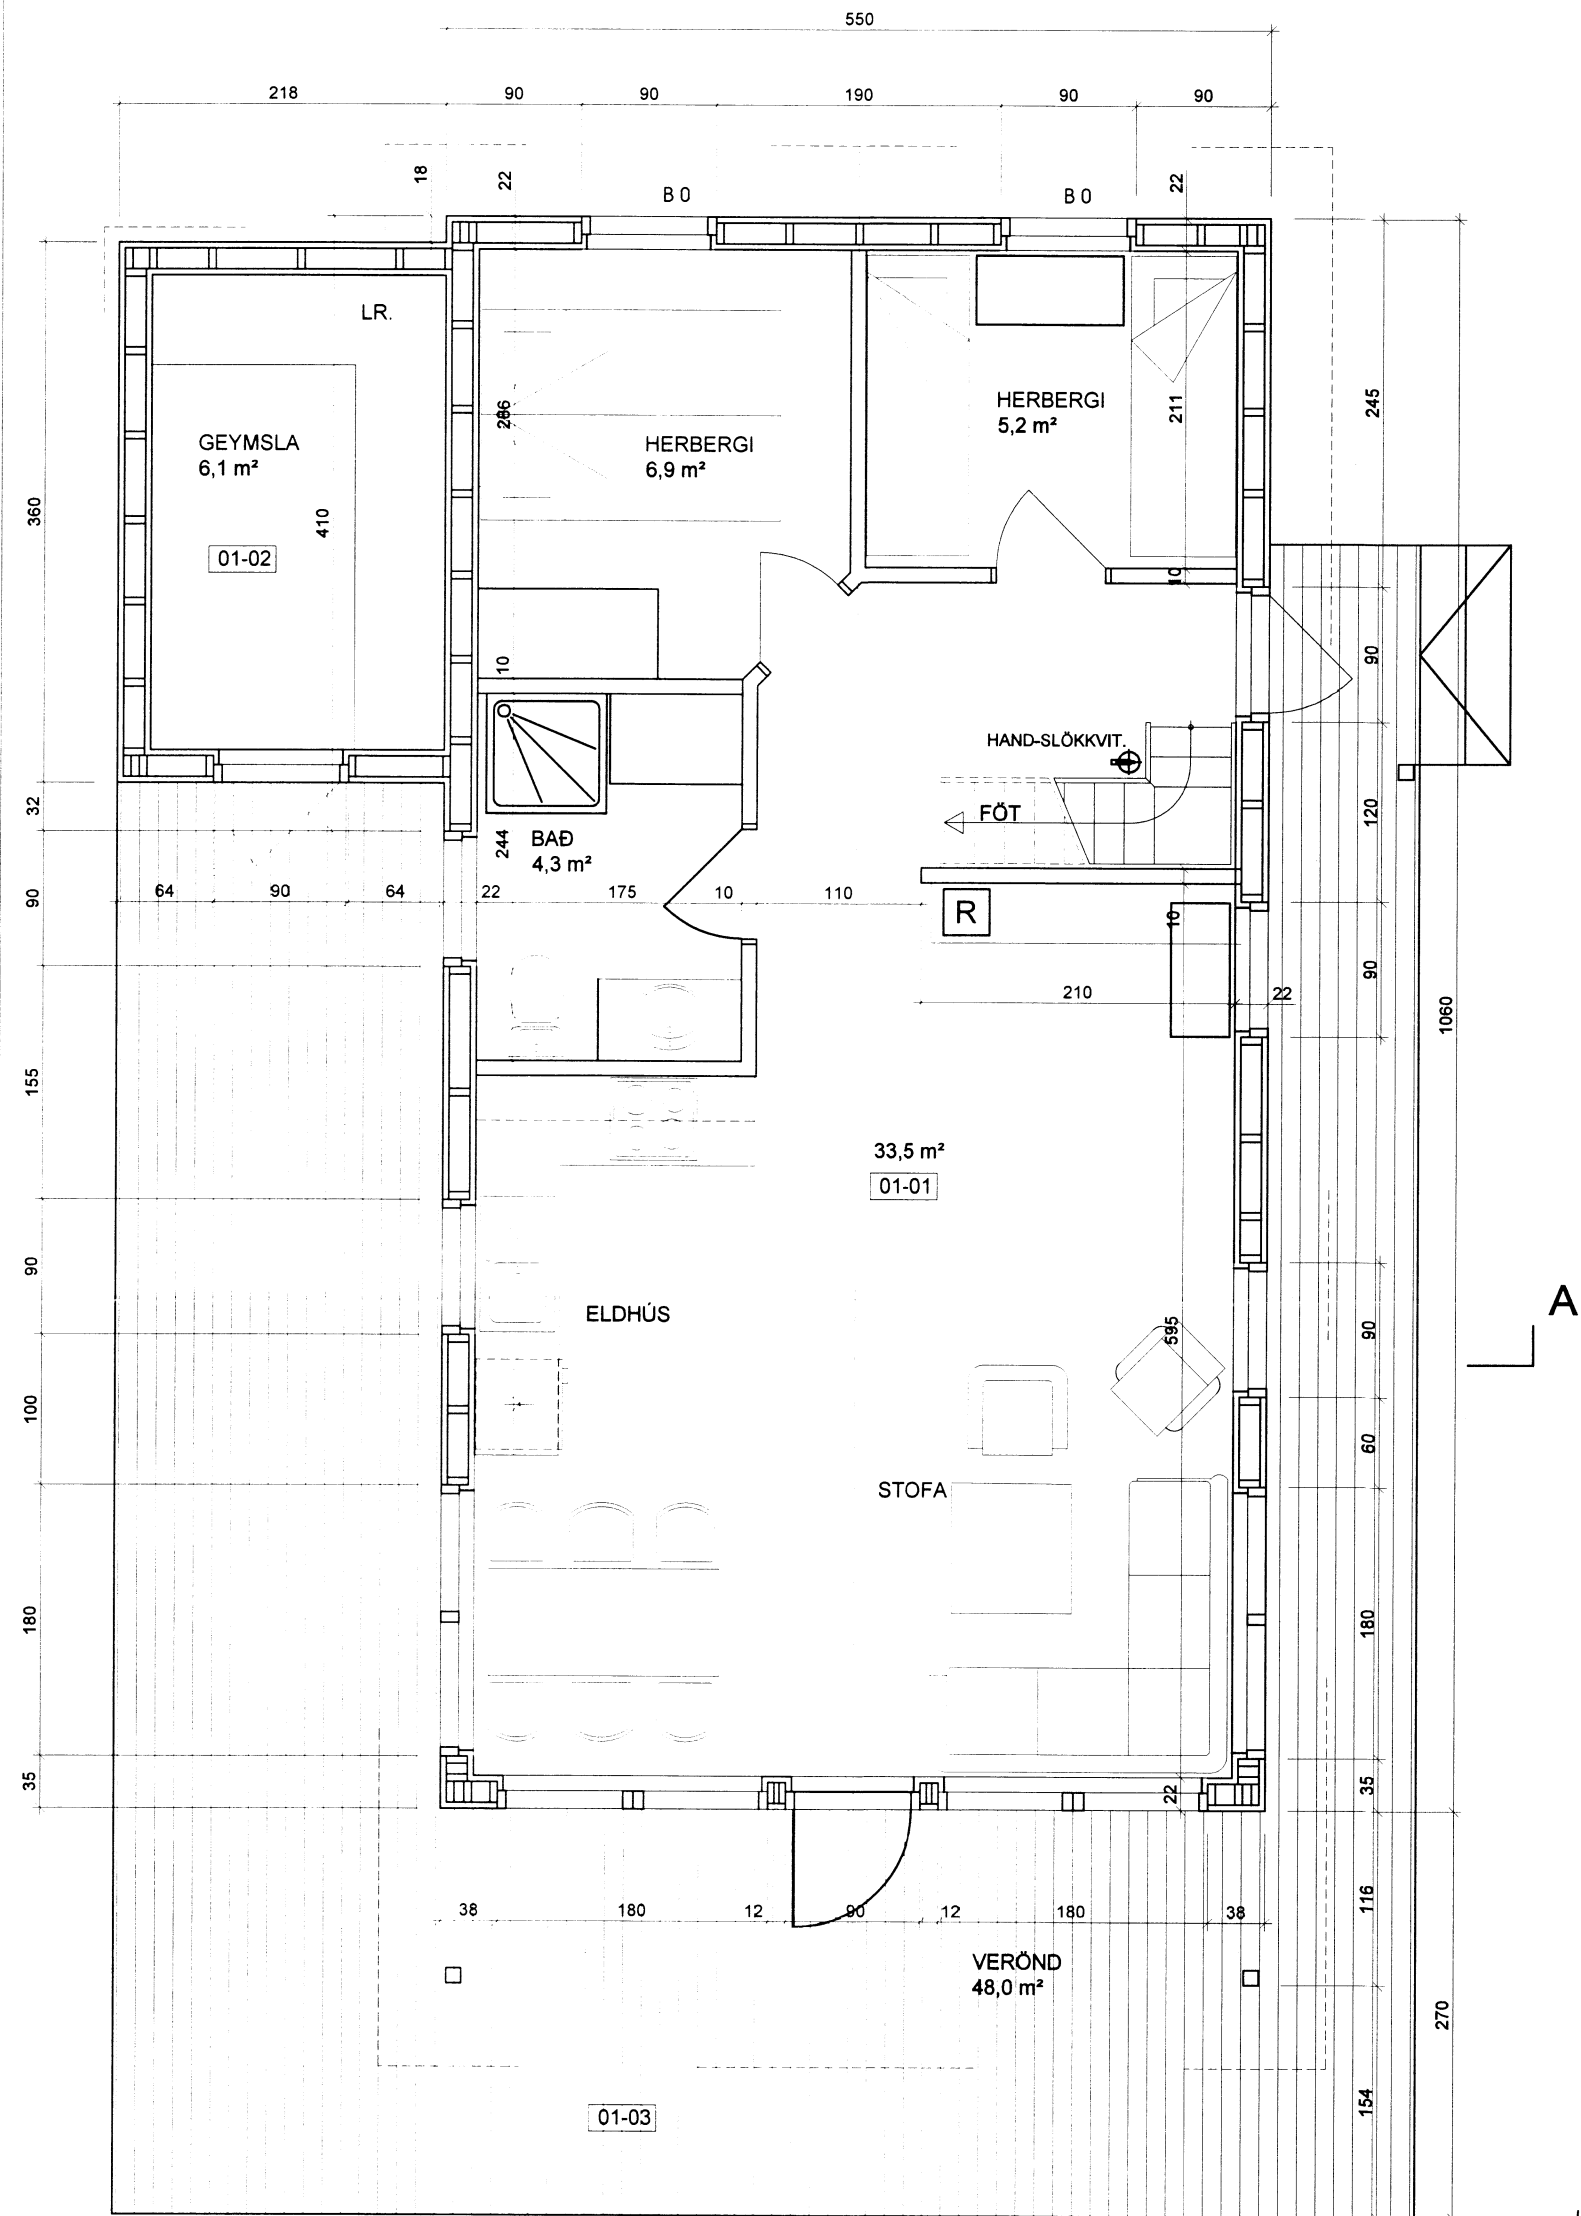 550
218
90
90
190
90
90
18
22
B 0
B 0
22
LR.
GEYMSLA
6,1 m²
01-02
410
286
HERBERGI
6,9 m²
HERBERGI
5,2 m²
211
245
360
10
10
90
HAND-SLÖKKVIT.
FÖT
120
32
244
BAÐ
4,3 m²
90
64
90
64
22
175
10
110
R
10
90
210
22
1060
155
33,5 m²
01-01
90
ELDHÚS
595
90
A
100
60
STOFA
180
180
35
22
35
38
180
12
90
12
180
38
116
VERÖND
48,0 m²
270
01-03
154